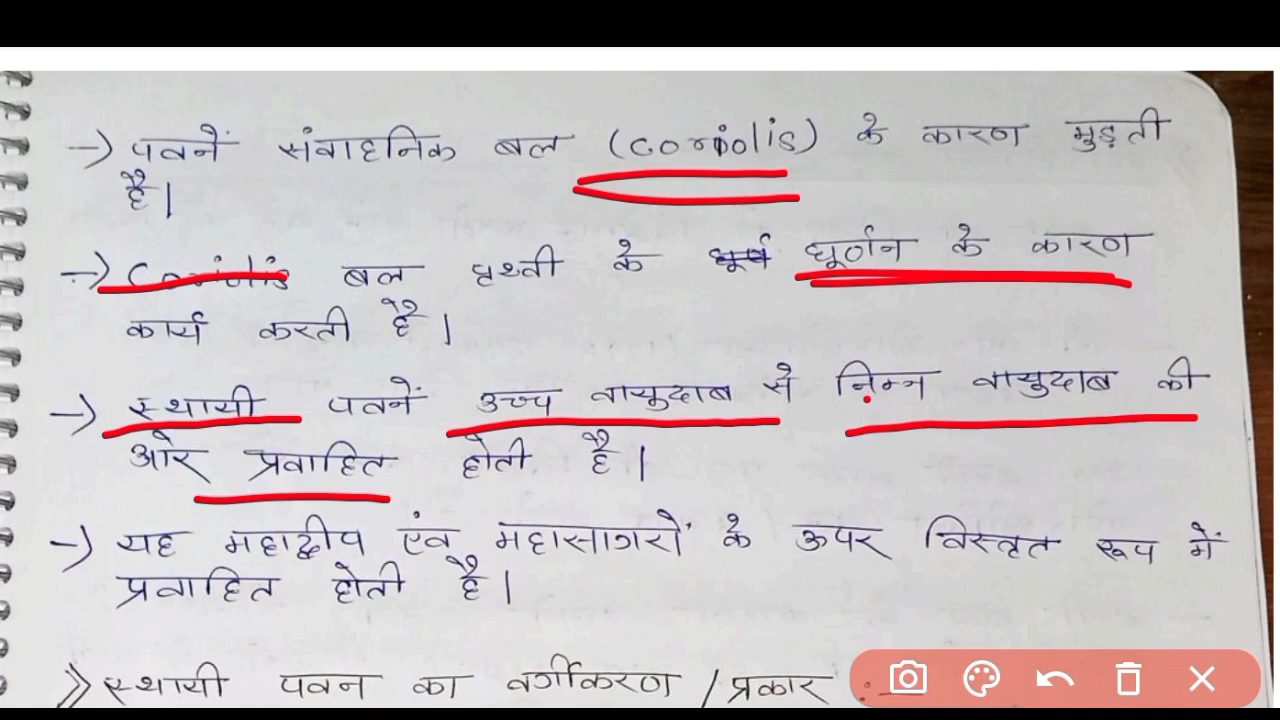 -> पवनें संवाहनिक बल (coriolis) के कारण मुड़ती
है।
-> Coriolis बल पृथ्वी के घूर्ण घूर्णन के कारण
कार्य करती है।
-> स्थायी पवनें उच्च वायुदाब से निम्न वायुदाब की
ओर प्रवाहित होती है।
-> यह महाद्वीप एंव महासागरों के ऊपर विस्तृत रूप में
प्रवाहित होती है।
>> स्थायी पवन का वर्गीकरण / प्रकार :—